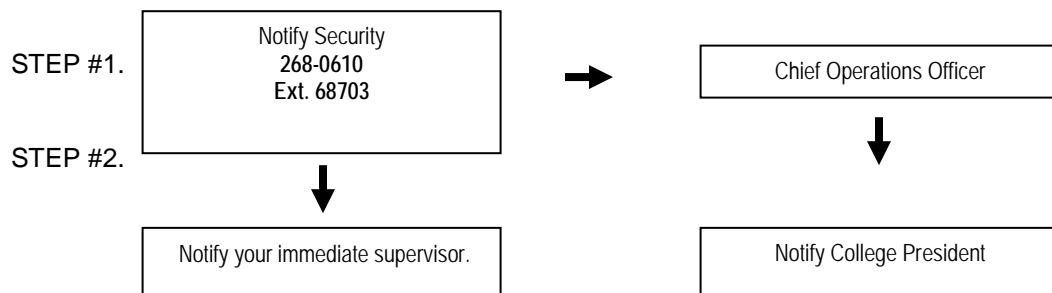 STEP #1.
Notify Security
268-0610
Ext. 68703
Chief Operations Officer
STEP #2.
Notify your immediate supervisor.
Notify College President